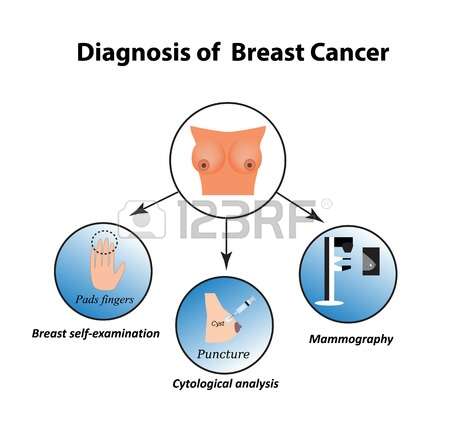 Diagnosis of Breast Cancer
123RF
Pads fingers
Breast self-examination
Cyst
Puncture
Cytological analysis
Mammography